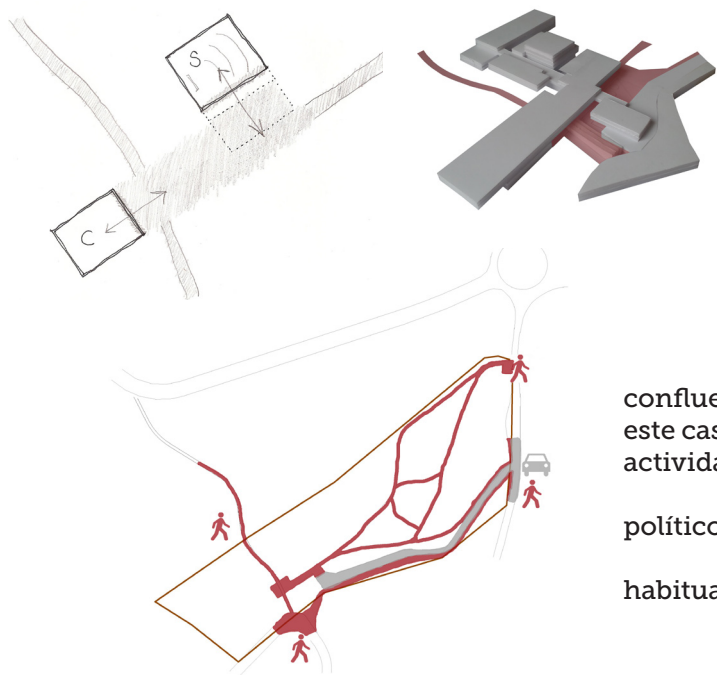 S
C
conflue
este cas
activida
político
habitua